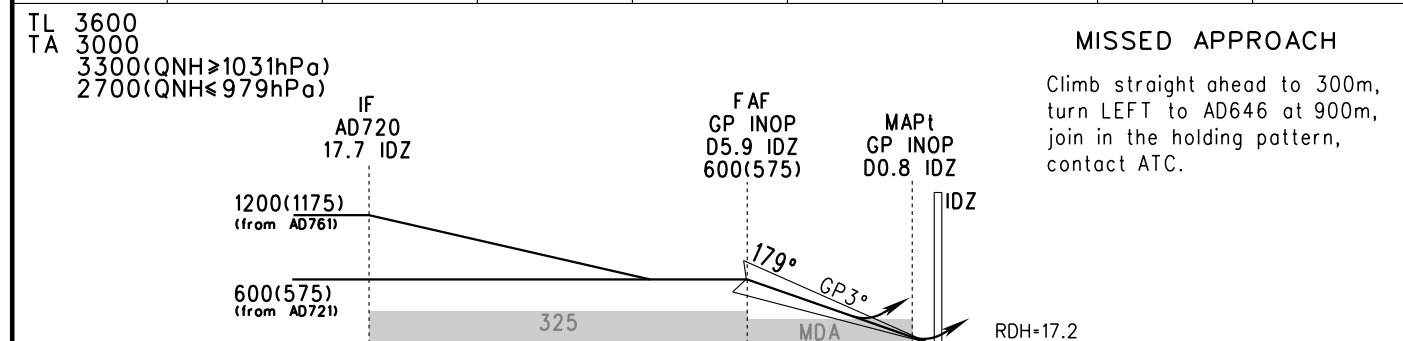 TL 3600
TA 3000
3300(QNH≥1031hPa)
2700(QNH≤979hPa)
MISSED APPROACH
Climb straight ahead to 300m,
turn LEFT to AD646 at 900m,
join in the holding pattern,
contact ATC.
IF
AD720
17.7 IDZ
FAF
GP INOP
D5.9 IDZ
600(575)
MAPt
GP INOP
D0.8 IDZ
IDZ
1200(1175)
(from AD761)
179°
GP3°
600(575)
(from AD721)
325
MDA
RDH=17.2